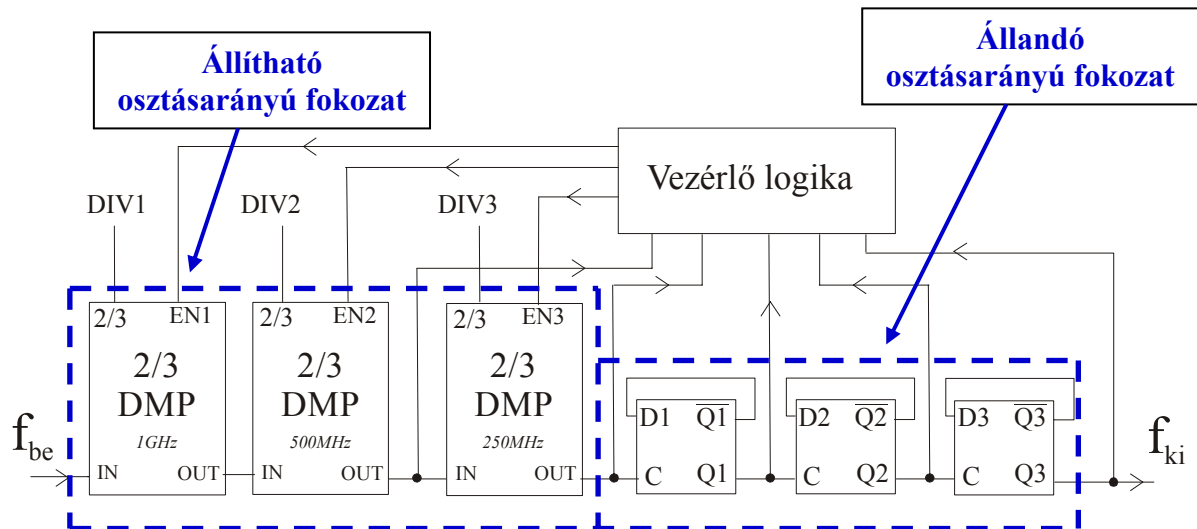 Állítható
osztásarányú fokozat
Állandó
osztásarányú fokozat
Vezérlő logika
DIV1
DIV2
DIV3
2/3 EN1
2/3
DMP
1GHz
IN OUT
2/3 EN2
2/3
DMP
500MHz
IN OUT
2/3 EN3
2/3
DMP
250MHz
IN OUT
D1 Q1
C Q1
D2 Q2
C Q2
D3 Q3
C Q3
fbe
fki